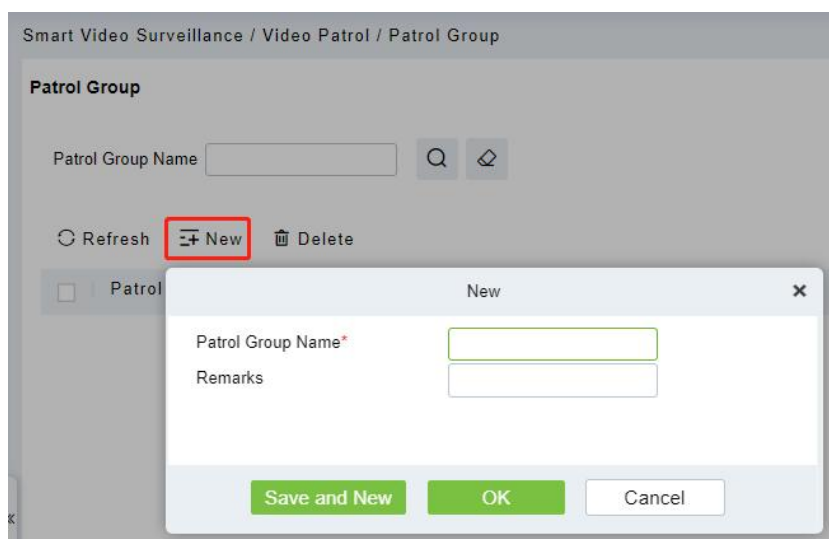 Smart Video Surveillance / Video Patrol / Patrol Group
Patrol Group
Patrol Group Name
Refresh New Delete
Patrol
New
Patrol Group Name*
Remarks
Save and New OK Cancel